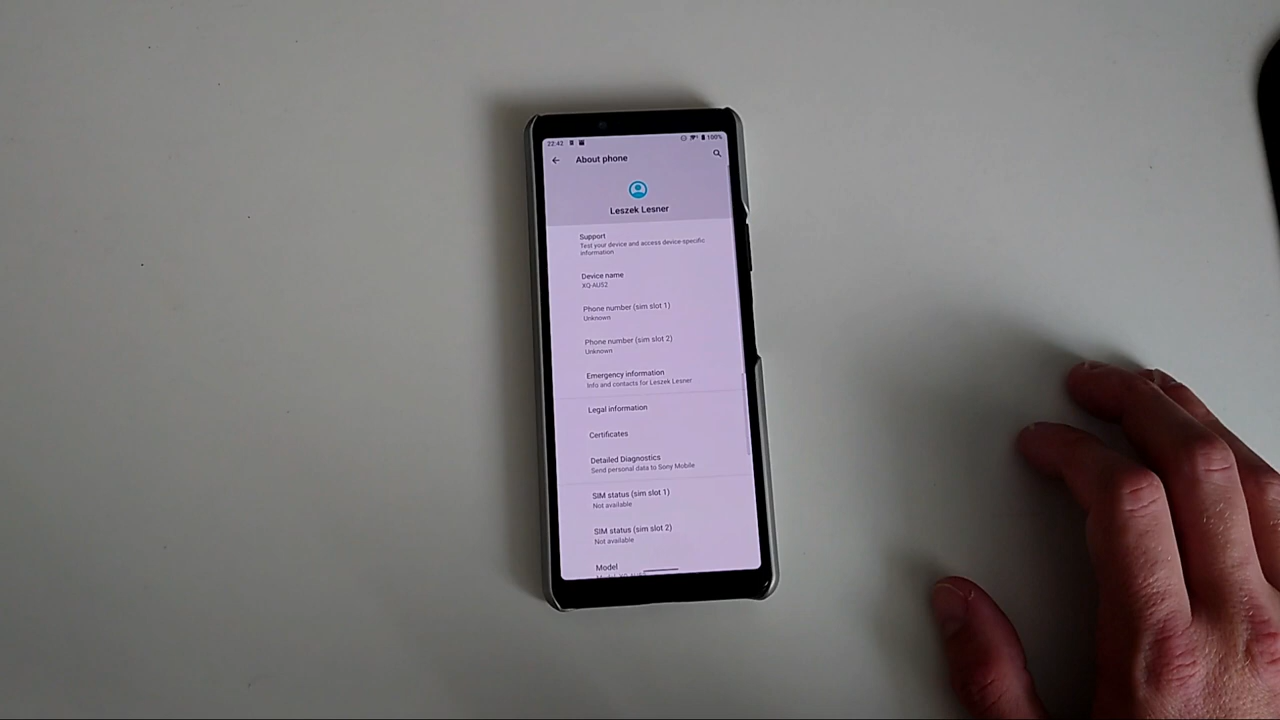 22:42
100%
About phone
Leszek Lesner
Support
Test your device and access device-specific
information
Device name
XQ-AU52
Phone number (sim slot 1)
Unknown
Phone number (sim slot 2)
Unknown
Emergency information
Info and contacts for Leszek Lesner
Legal information
Certificates
Detailed Diagnostics
Send personal data to Sony Mobile
SIM status (sim slot 1)
Not available
SIM status (sim slot 2)
Not available
Model